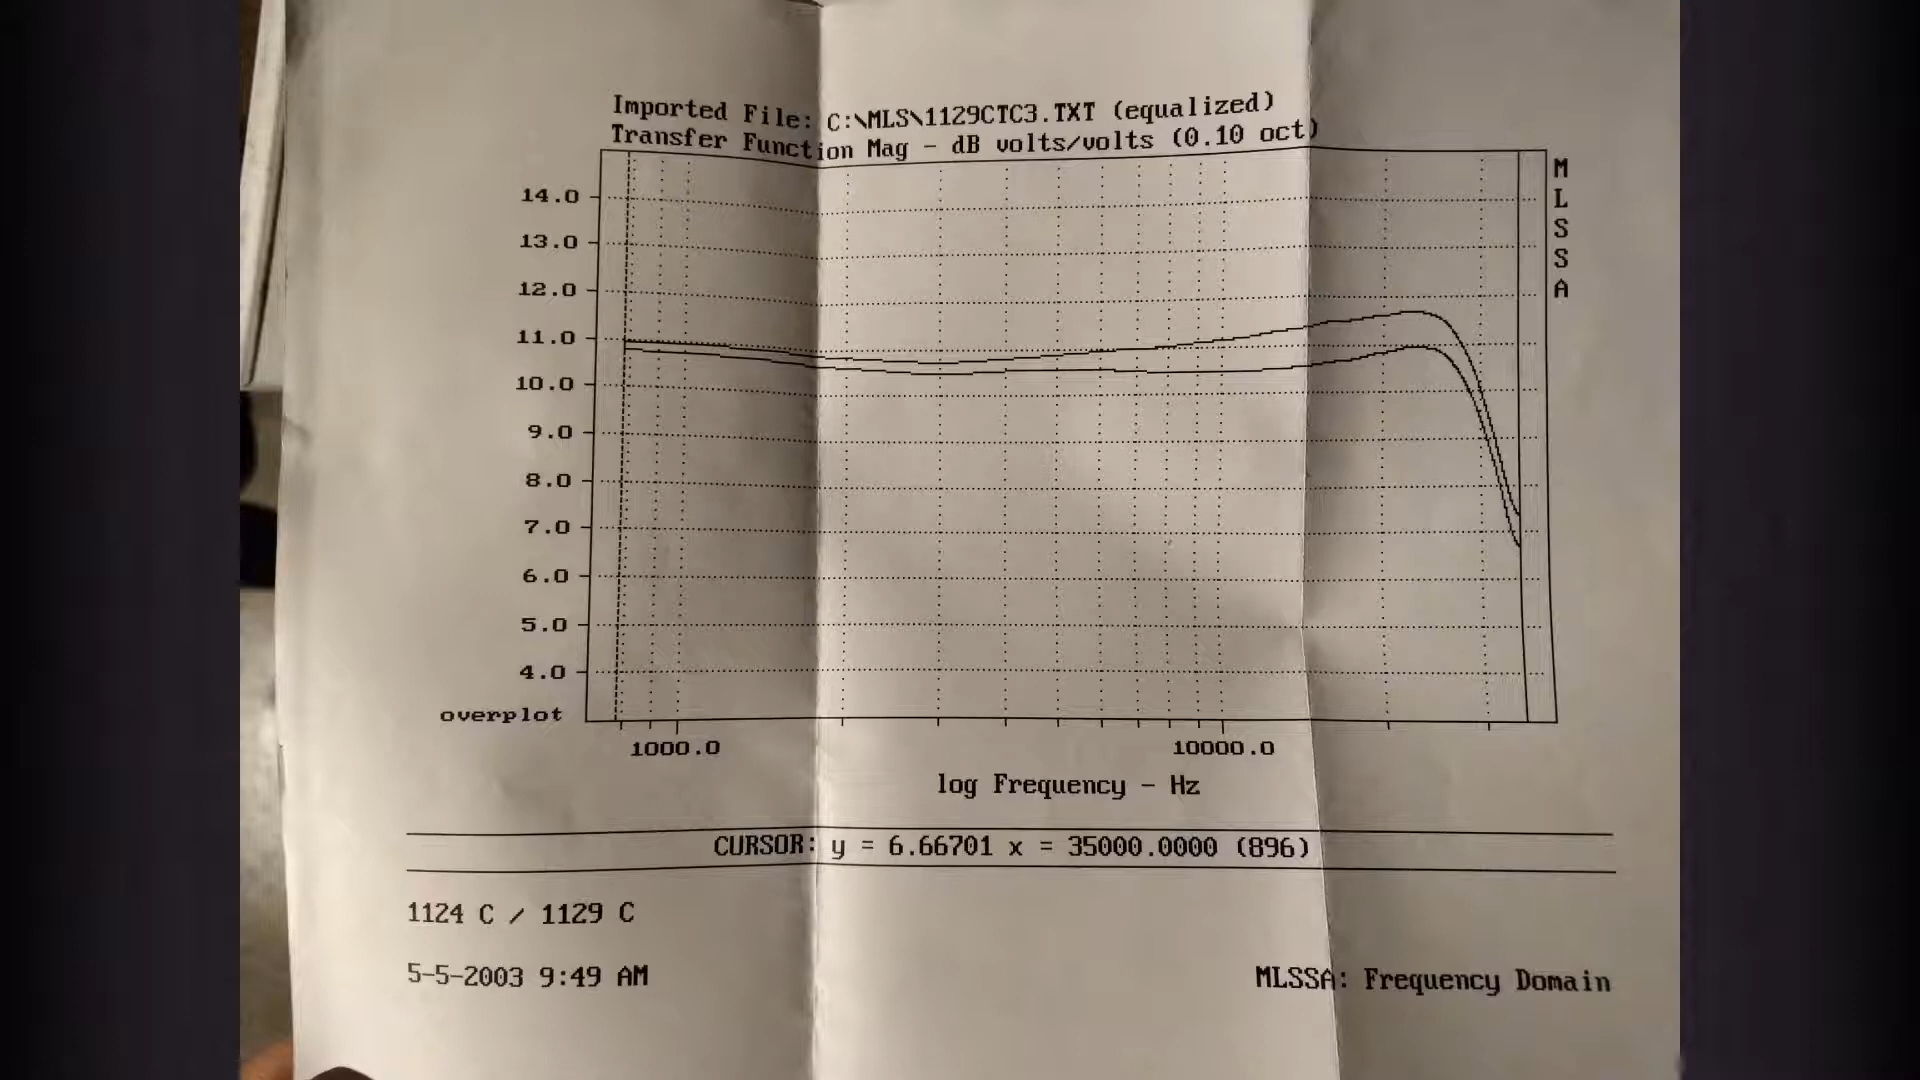 Imported File: C:\MLS\1129CTC3.TXT (equalized)
Transfer Function Mag - dB volts/volts (0.10 oct)
MLSSA
14.0
13.0
12.0
11.0
10.0
9.0
8.0
7.0
6.0
5.0
4.0
overplot
1000.0 10000.0
log Frequency - Hz
CURSOR: y = 6.66701 x = 35000.0000 (896)
1124 C / 1129 C
5-5-2003 9:49 AM
MLSSA: Frequency Domain